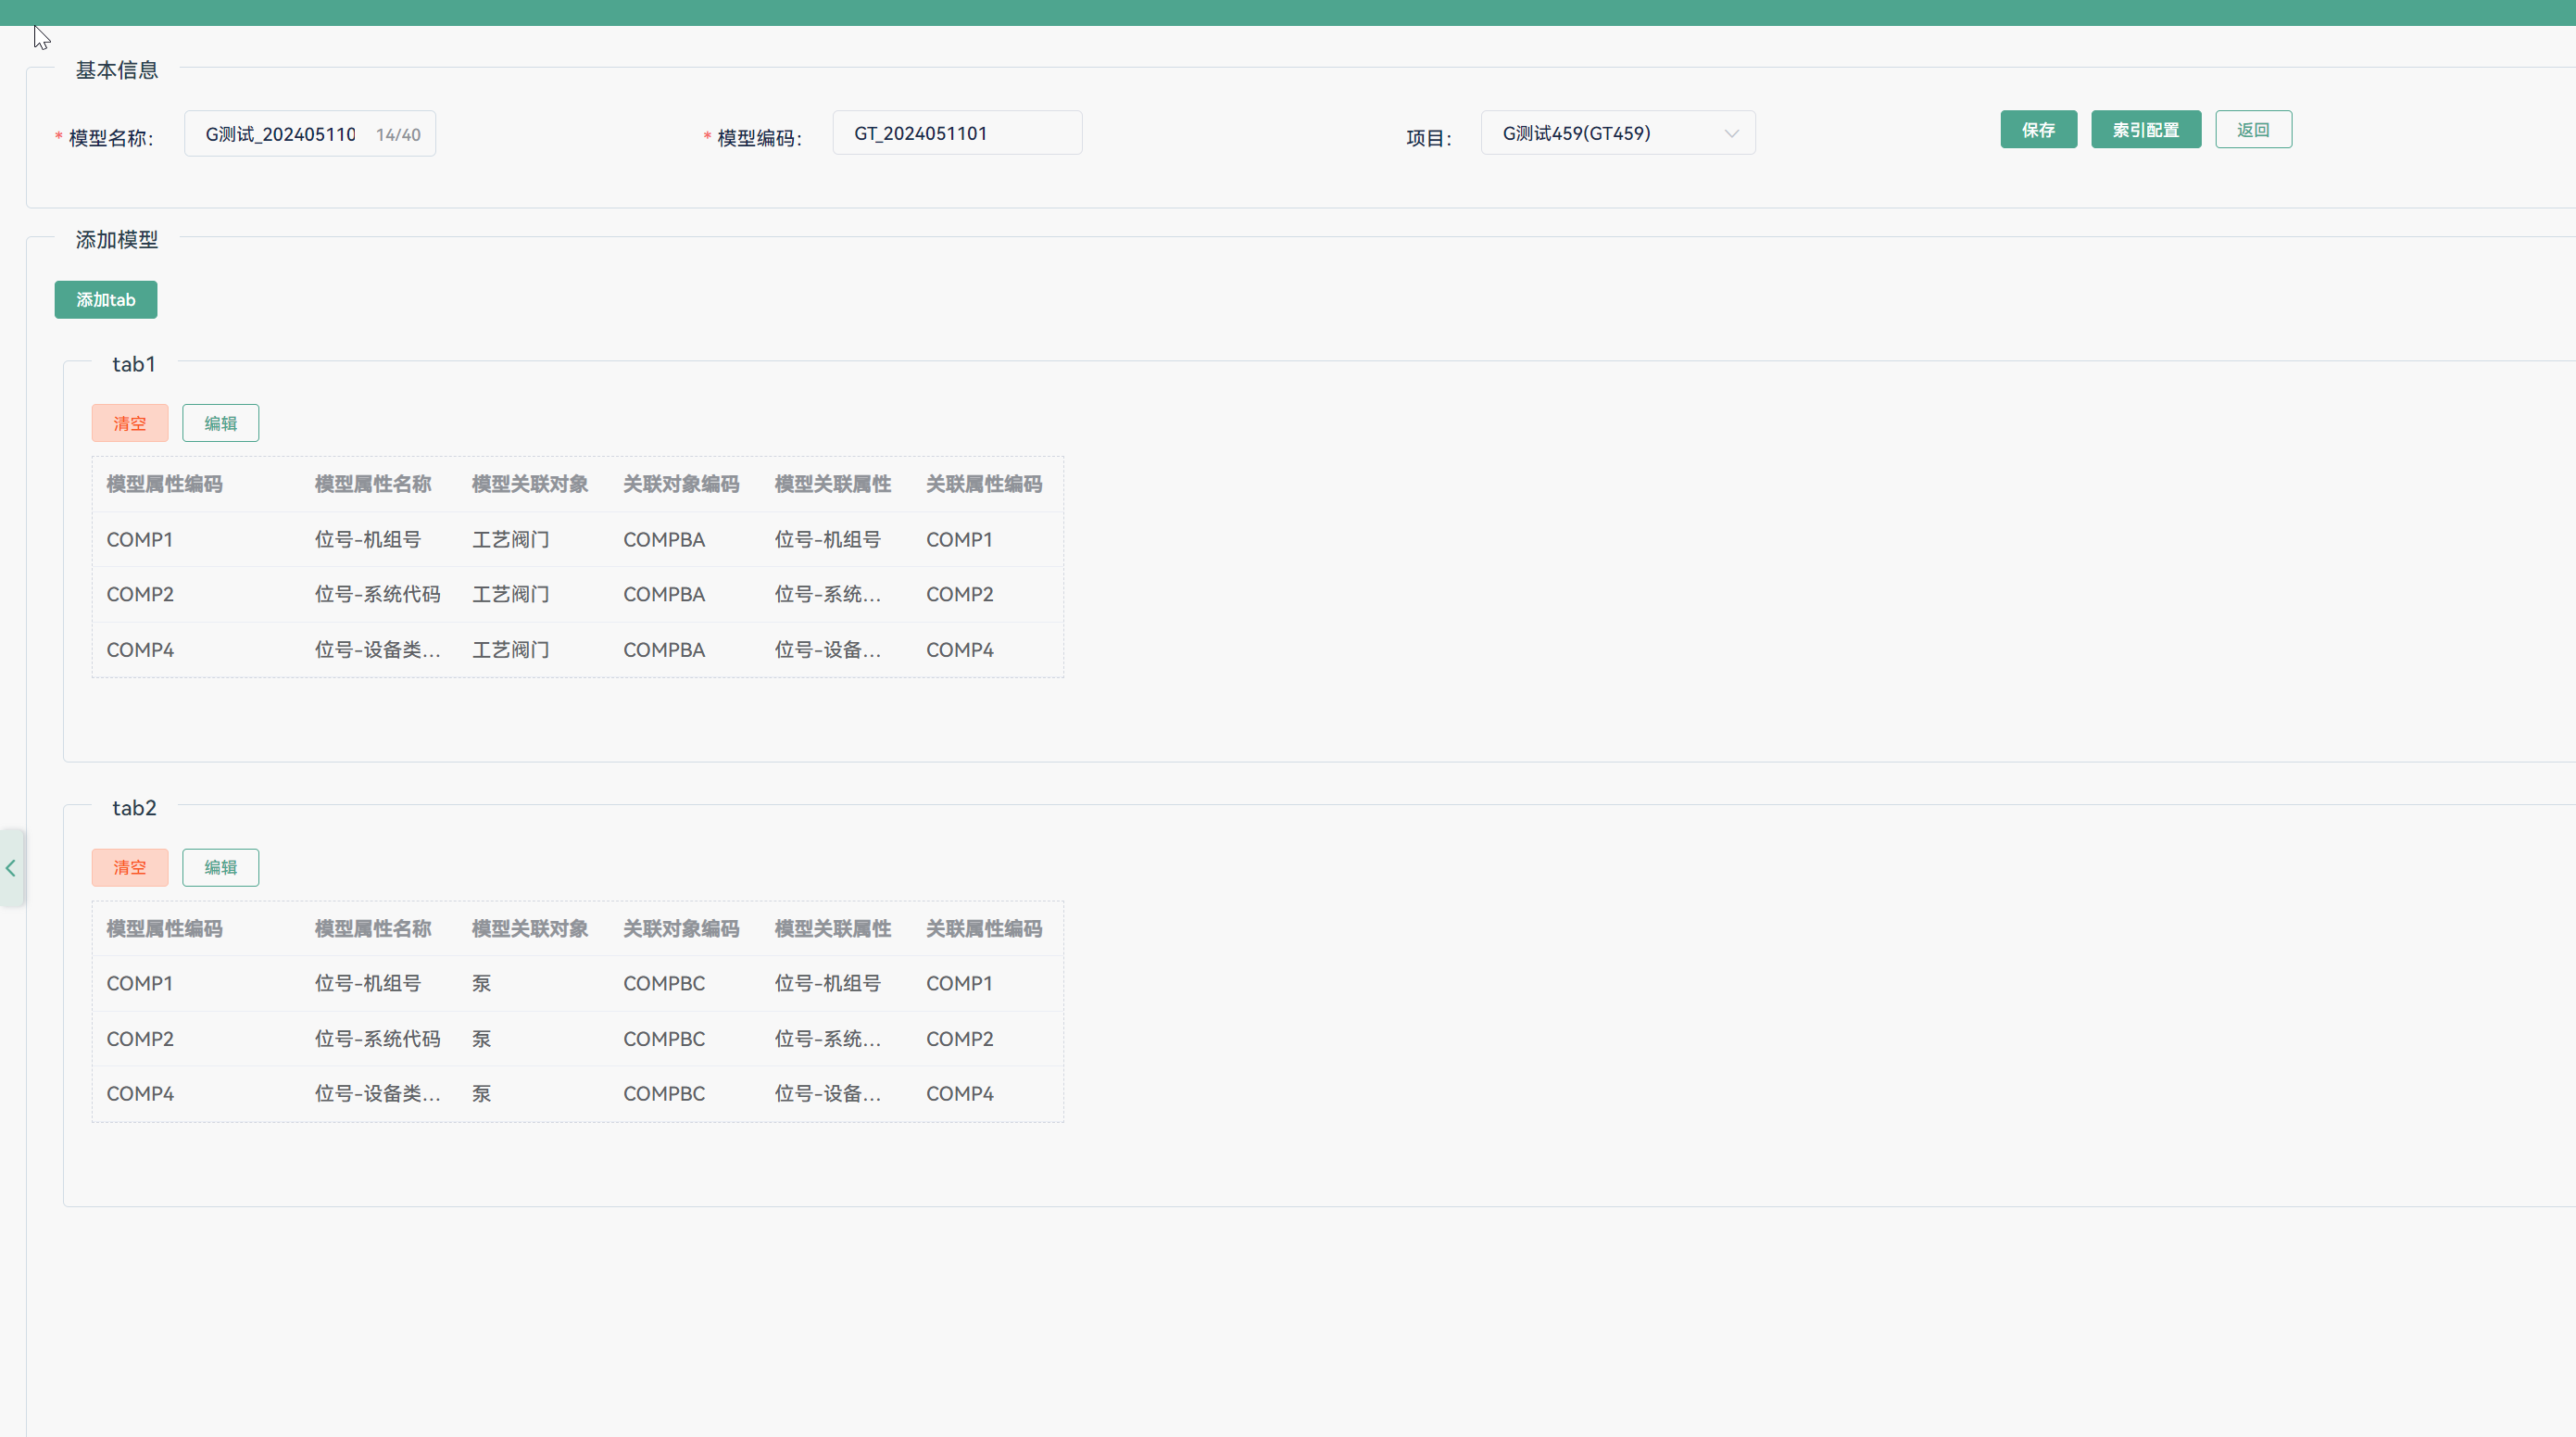 基本信息
* 模型名称: G测试_202405110 14/40 * 模型编码: GT_2024051101 项目: G测试459(GT459) 保存 索引配置 返回
添加模型
添加tab
tab1
清空 编辑
模型属性编码 模型属性名称 模型关联对象 关联对象编码 模型关联属性 关联属性编码
COMP1 位号-机组号 工艺阀门 COMPBA 位号-机组号 COMP1
COMP2 位号-系统代码 工艺阀门 COMPBA 位号-系统... COMP2
COMP4 位号-设备类... 工艺阀门 COMPBA 位号-设备... COMP4
tab2
清空 编辑
模型属性编码 模型属性名称 模型关联对象 关联对象编码 模型关联属性 关联属性编码
COMP1 位号-机组号 泵 COMPBC 位号-机组号 COMP1
COMP2 位号-系统代码 泵 COMPBC 位号-系统... COMP2
COMP4 位号-设备类... 泵 COMPBC 位号-设备... COMP4